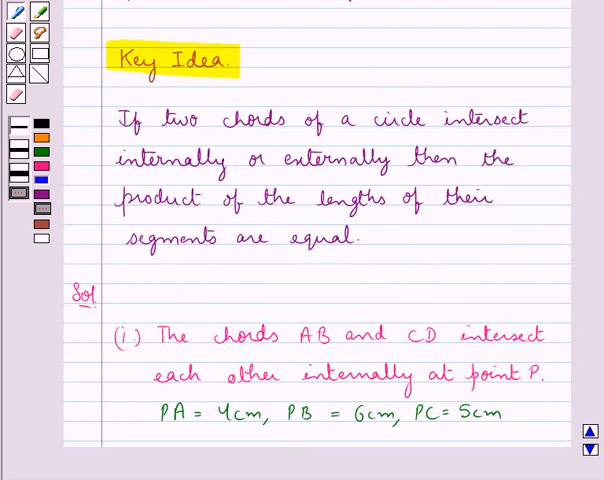 Key Idea.
If two chords of a circle intersect
internally or externally then the
product of the lengths of their
segments are equal.
Sol.
(i.) The chords AB and CD intersect
each other internally at point P.
PA = 4cm, PB = 6cm, PC = 5cm